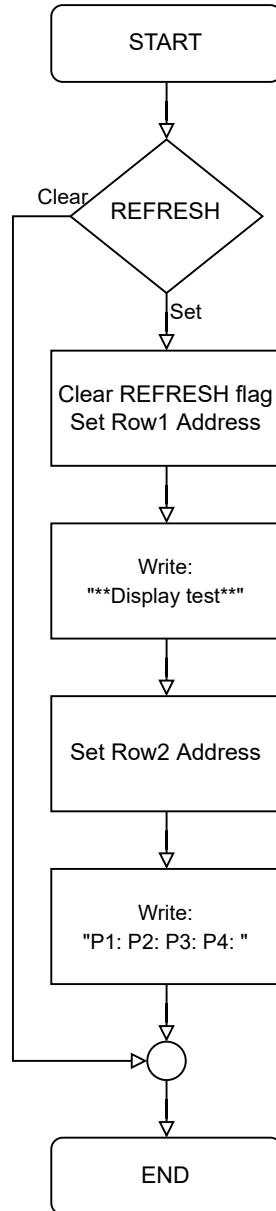 START
REFRESH
Clear
Set
Clear REFRESH flag
Set Row1 Address
Write:
"**Display test**"
Set Row2 Address
Write:
"P1: P2: P3: P4: "
END